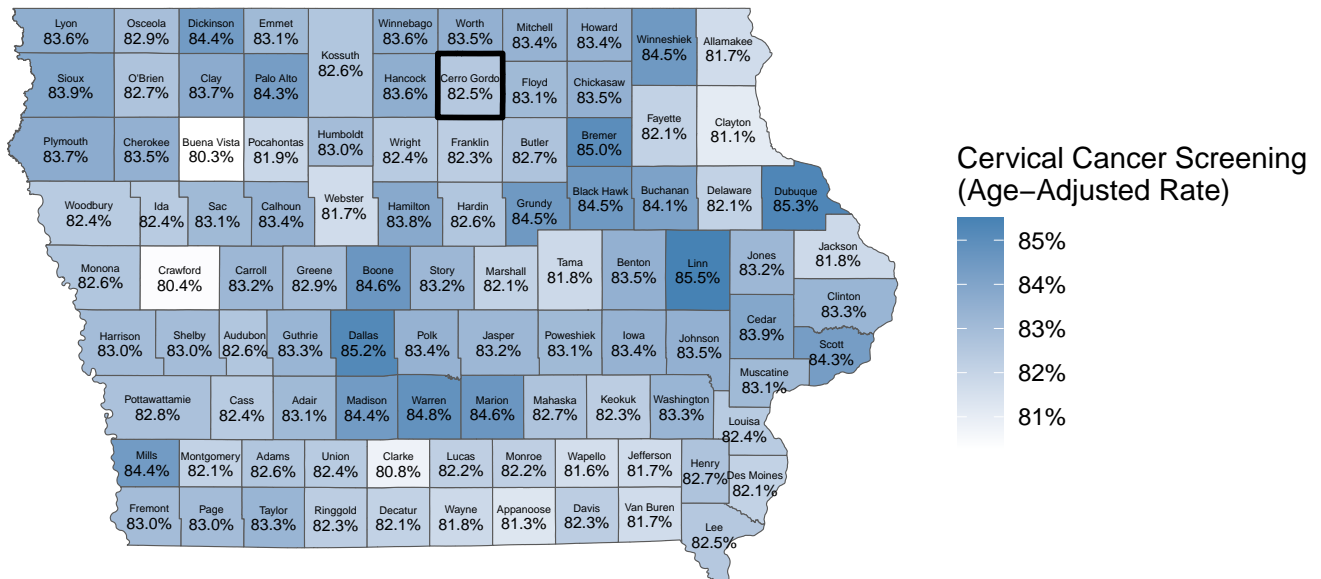 Lyon
83.6%
Osceola
82.9%
Dickinson
84.4%
Emmet
83.1%
Kossuth
82.6%
Winnebago
83.6%
Worth
83.5%
Mitchell
83.4%
Howard
83.4%
Winneshiek
84.5%
Allamakee
81.7%
Sioux
83.9%
O'Brien
82.7%
Clay
83.7%
Palo Alto
84.3%
Hancock
83.6%
Cerro Gordo
82.5%
Floyd
83.1%
Chickasaw
83.5%
Fayette
82.1%
Clayton
81.1%
Plymouth
83.7%
Cherokee
83.5%
Buena Vista
80.3%
Pocahontas
81.9%
Humboldt
83.0%
Wright
82.4%
Franklin
82.3%
Butler
82.7%
Bremer
85.0%
Woodbury
82.4%
Ida
82.4%
Sac
83.1%
Calhoun
83.4%
Webster
81.7%
Hamilton
83.8%
Hardin
82.6%
Grundy
84.5%
Black Hawk
84.5%
Buchanan
84.1%
Delaware
82.1%
Dubuque
85.3%
Monona
82.6%
Crawford
80.4%
Carroll
83.2%
Greene
82.9%
Boone
84.6%
Story
83.2%
Marshall
82.1%
Tama
81.8%
Benton
83.5%
Linn
85.5%
Jones
83.2%
Jackson
81.8%
Clinton
83.3%
Harrison
83.0%
Shelby
83.0%
Audubon
82.6%
Guthrie
83.3%
Dallas
85.2%
Polk
83.4%
Jasper
83.2%
Poweshiek
83.1%
Iowa
83.4%
Johnson
83.5%
Cedar
83.9%
Scott
84.3%
Muscatine
83.1%
Pottawattamie
82.8%
Cass
82.4%
Adair
83.1%
Madison
84.4%
Warren
84.8%
Marion
84.6%
Mahaska
82.7%
Keokuk
82.3%
Washington
83.3%
Louisa
82.4%
Mills
84.4%
Montgomery
82.1%
Adams
82.6%
Union
82.4%
Clarke
80.8%
Lucas
82.2%
Monroe
82.2%
Wapello
81.6%
Jefferson
81.7%
Henry
82.7%
Des Moines
82.1%
Fremont
83.0%
Page
83.0%
Taylor
83.3%
Ringgold
82.3%
Decatur
82.1%
Wayne
81.8%
Appanoose
81.3%
Davis
82.3%
Van Buren
81.7%
Lee
82.5%
Cervical Cancer Screening
(Age−Adjusted Rate)
85%
84%
83%
82%
81%